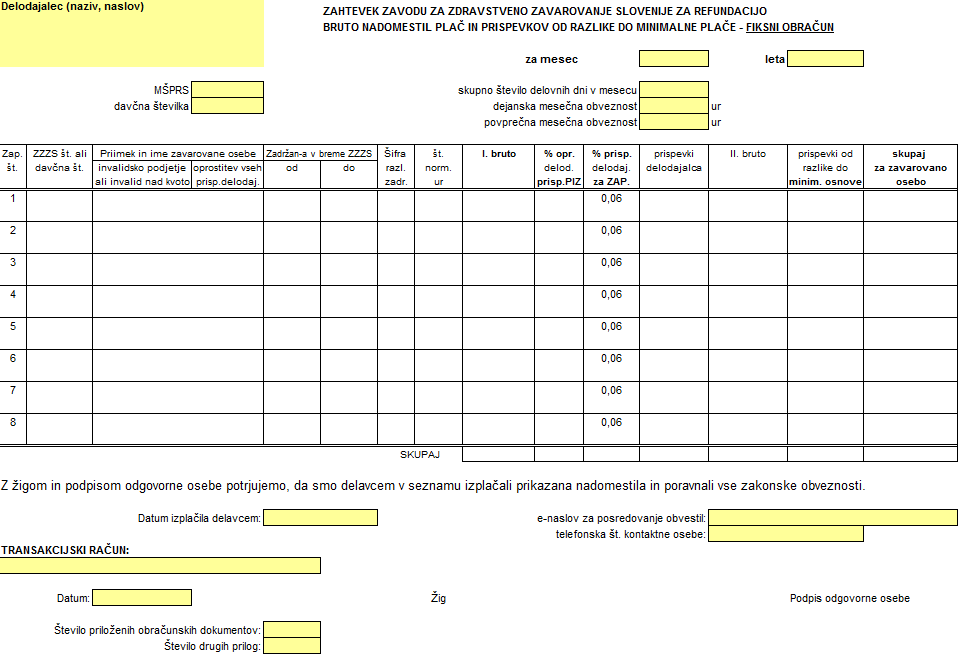 Delodajalec (naziv, naslov)
ZAHTEVEK ZAVODU ZA ZDRAVSTVENO ZAVAROVANJE SLOVENIJE ZA REFUNDACIJO
BRUTO NADOMESTIL PLAČ IN PRISPEVKOV OD RAZLIKE DO MINIMALNE PLAČE - FIKSNI OBRAČUN
za mesec leta
MŠPRS
davčna številka
skupno število delovnih dni v mesecu
dejanska mesečna obveznost ur
povprečna mesečna obveznost ur
Zap. ZZZS št. ali Priimek in ime zavarovane osebe Zadržan-a v breme ZZZS Šifra št. I. bruto % opr. % prisp. prispevki II. bruto prispevki od skupaj
št. davčna št. invalidsko podjetje oprostitev vseh od do razl. norm. delod. delodaj. delodajalca razlike do za zavarovano
ali invalid nad kvoto prisp.delodaj. zadr. ur prisp.PIZ za ZAP. minim. osnove osebo
1 0,06
2 0,06
3 0,06
4 0,06
5 0,06
6 0,06
7 0,06
8 0,06
SKUPAJ
Z žigom in podpisom odgovorne osebe potrjujemo, da smo delavcem v seznamu izplačali prikazana nadomestila in poravnali vse zakonske obveznosti.
Datum izplačila delavcem: e-naslov za posredovanje obvestil:
telefonska št. kontaktne osebe:
TRANSAKCIJSKI RAČUN:
Datum: Žig Podpis odgovorne osebe
Število priloženih obračunskih dokumentov:
Število drugih prilog: